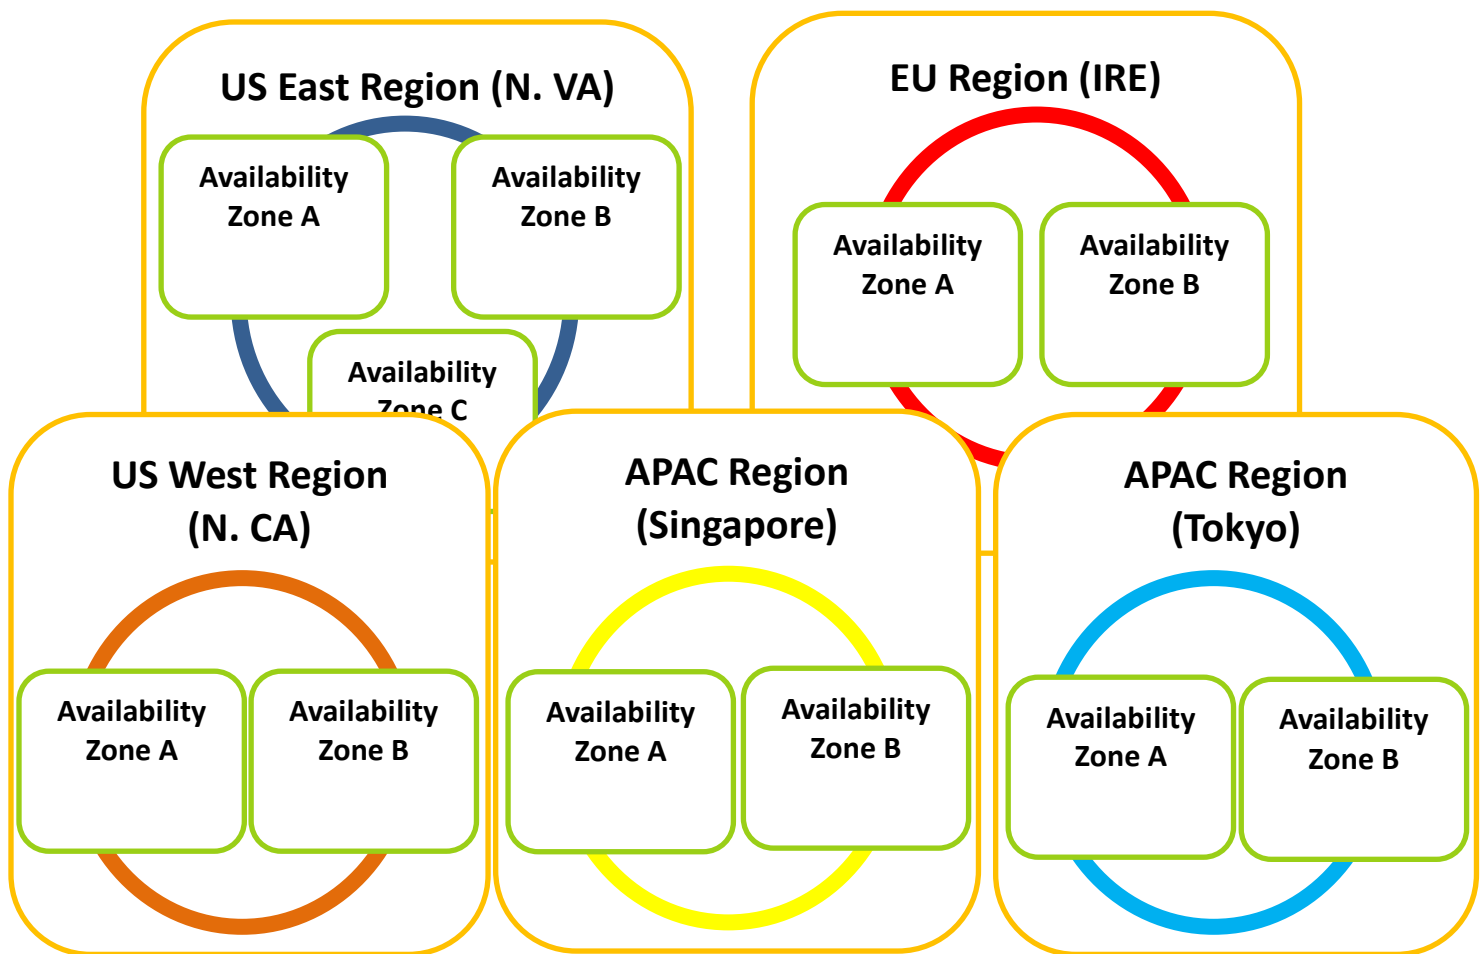 US East Region (N. VA)
Availability
Zone A
Availability
Zone B
Availability
Zone C
EU Region (IRE)
Availability
Zone A
Availability
Zone B
US West Region
(N. CA)
Availability
Zone A
Availability
Zone B
APAC Region
(Singapore)
Availability
Zone A
Availability
Zone B
APAC Region
(Tokyo)
Availability
Zone A
Availability
Zone B